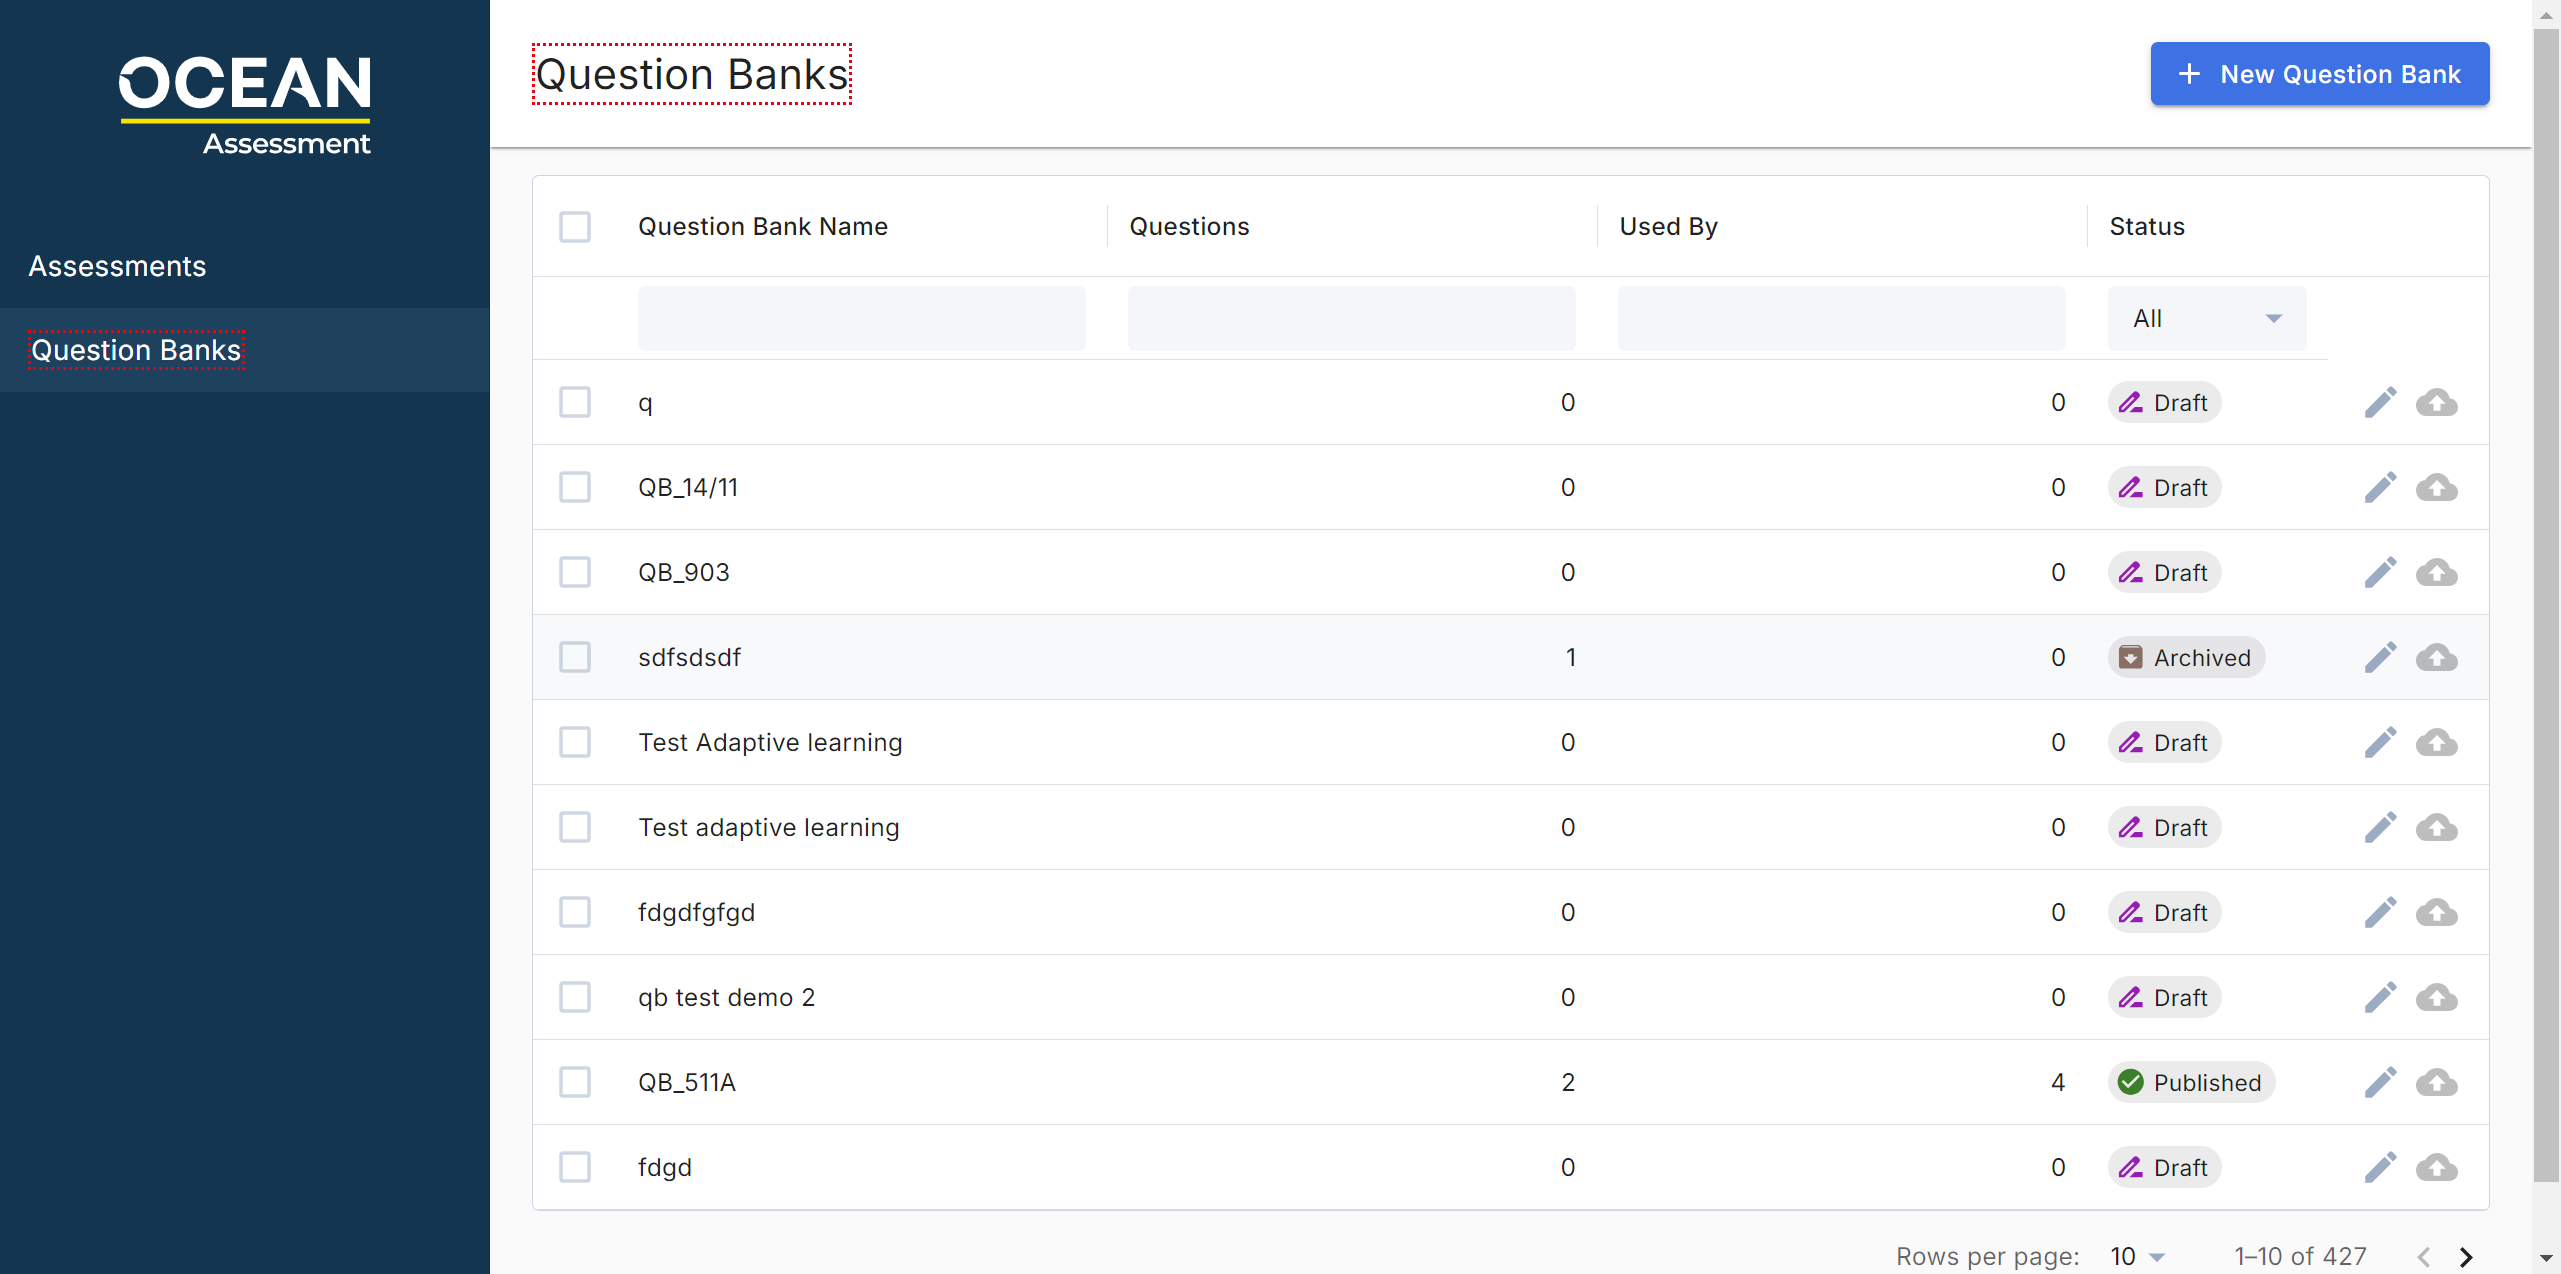 OCEAN
Assessment
Assessments
Question Banks
Question Banks
+ New Question Bank
Question Bank Name Questions Used By Status
All
q 0 0 Draft
QB_14/11 0 0 Draft
QB_903 0 0 Draft
sdfsdsdf 1 0 Archived
Test Adaptive learning 0 0 Draft
Test adaptive learning 0 0 Draft
fdgdfgfgd 0 0 Draft
qb test demo 2 0 0 Draft
QB_511A 2 4 Published
fdgd 0 0 Draft
Rows per page: 10 1–10 of 427